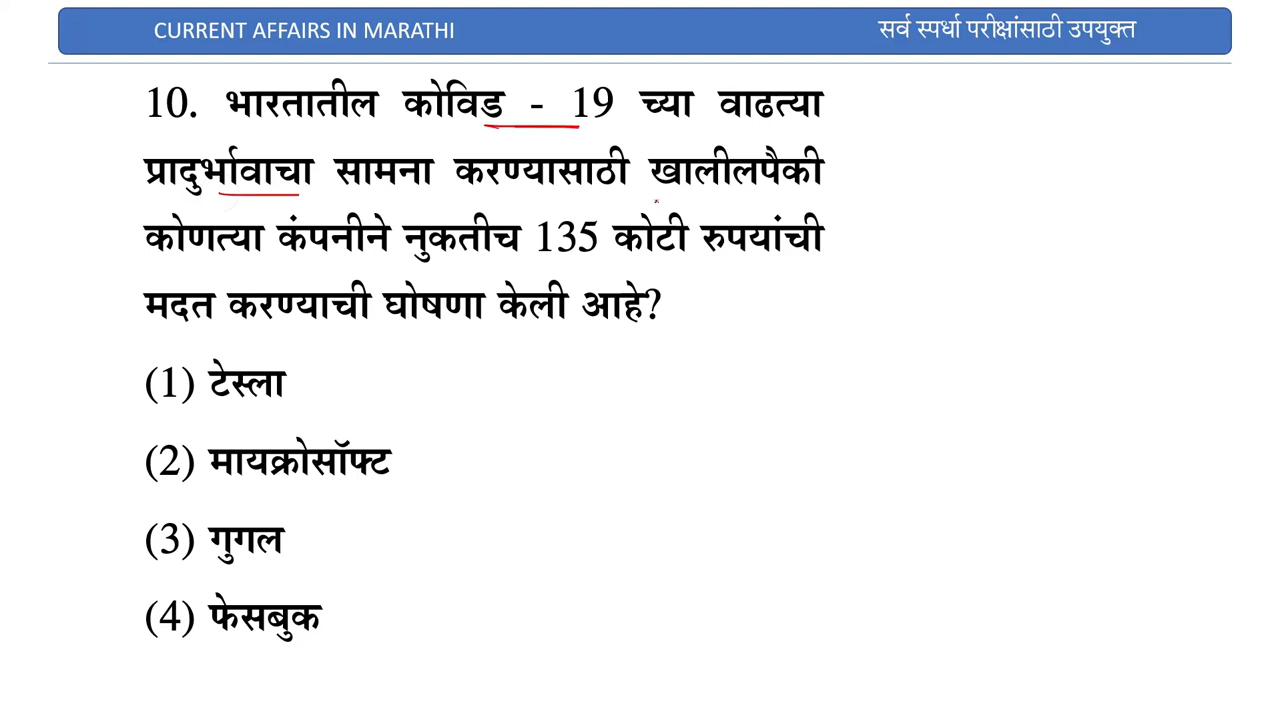 CURRENT AFFAIRS IN MARATHI
सर्व स्पर्धा परीक्षांसाठी उपयुक्त
10. भारतातील कोविड - 19 च्या वाढत्या
प्रादुर्भावाचा सामना करण्यासाठी खालीलपैकी
कोणत्या कंपनीने नुकतीच 135 कोटी रुपयांची
मदत करण्याची घोषणा केली आहे?
(1) टेस्ला
(2) मायक्रोसॉफ्ट
(3) गुगल
(4) फेसबुक